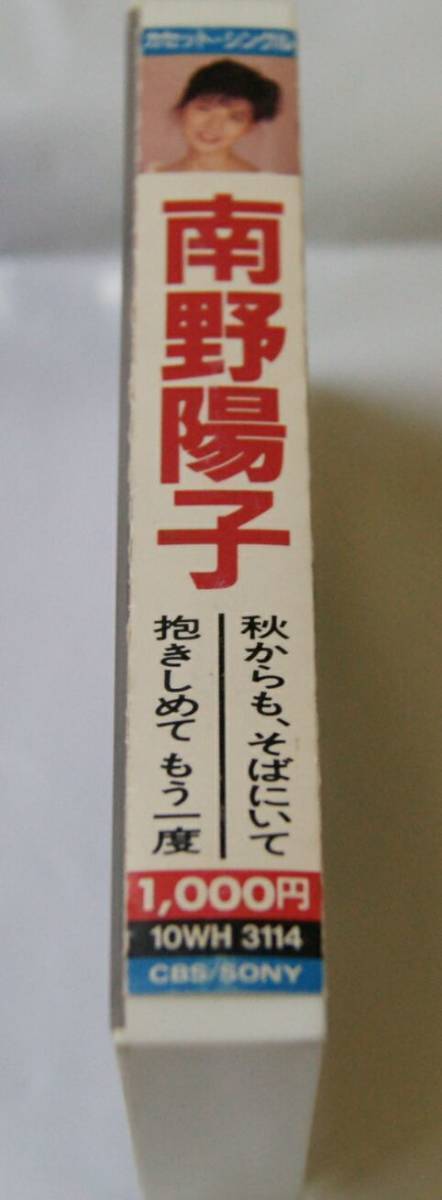 カセット・シングル
南野陽子
秋からも、そばにいて
抱きしめて もう一度
1,000円
10WH 3114
CBS/SONY